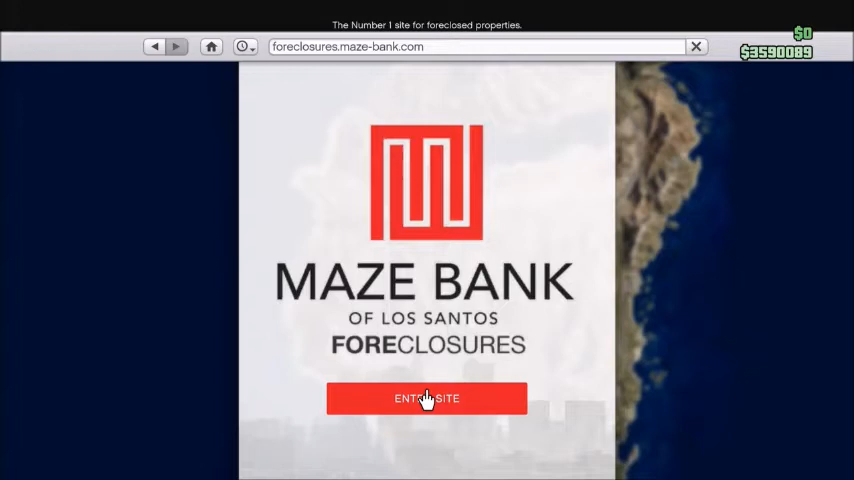 The Number 1 site for foreclosed properties.
foreclosures.maze-bank.com
$0
$3590089
MAZE BANK
OF LOS SANTOS
FORECLOSURES
ENTER SITE